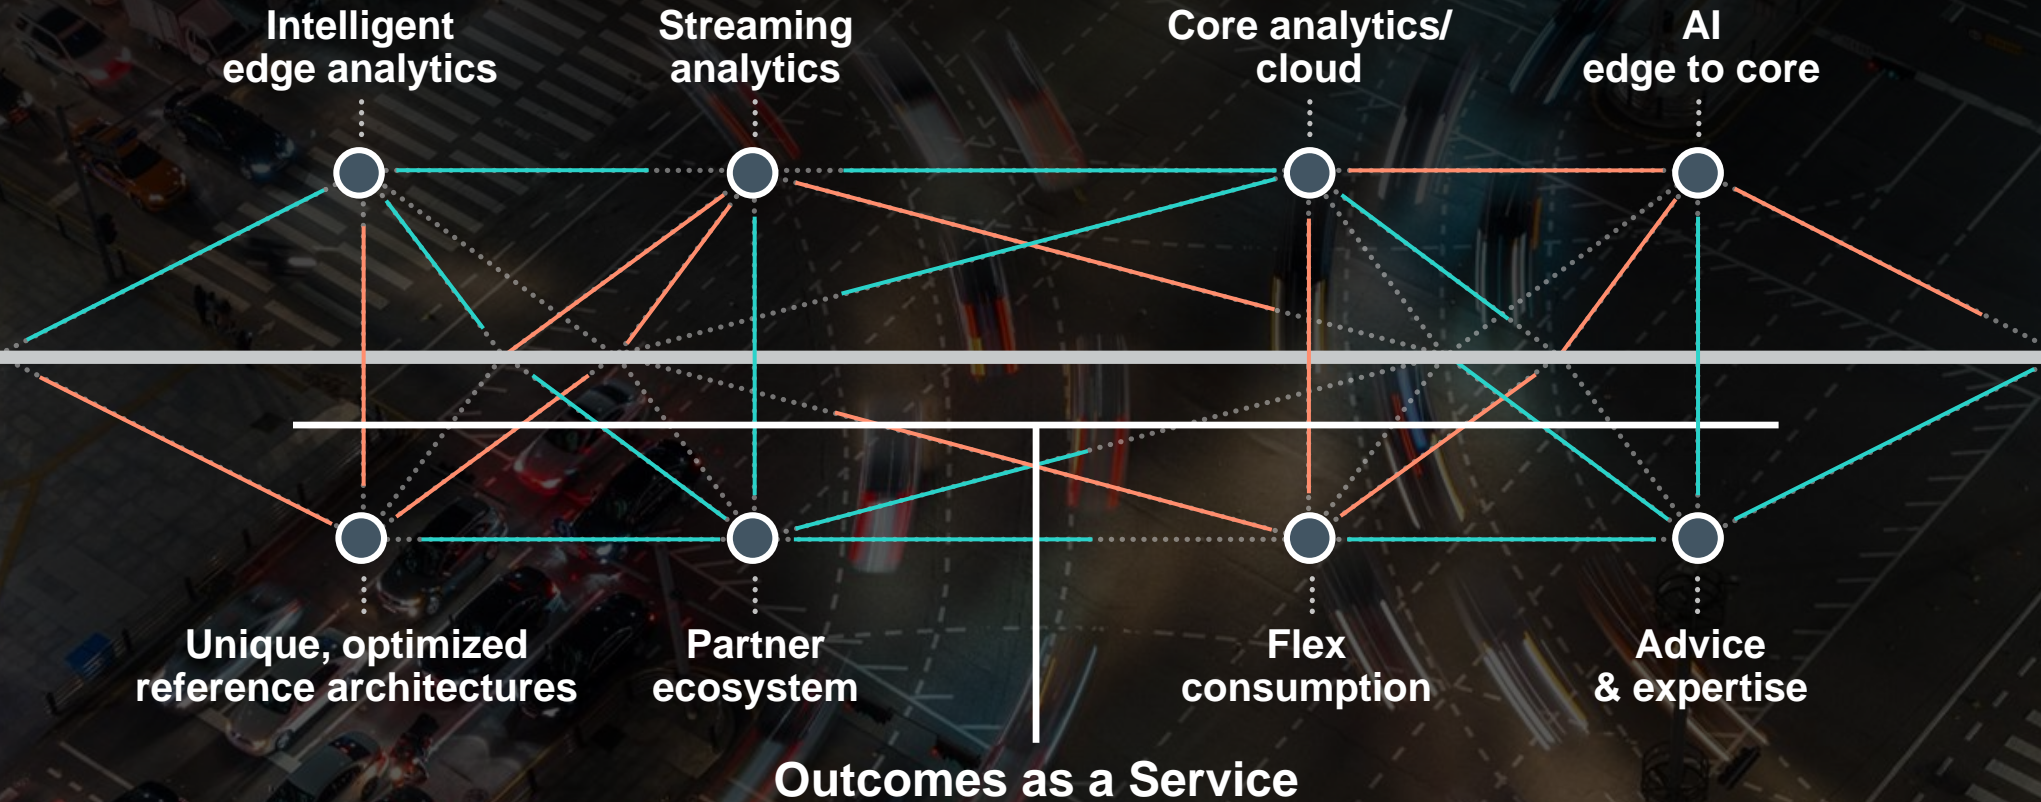 Intelligent
edge analytics
Streaming
analytics
Core analytics/
cloud
AI
edge to core
Unique, optimized
reference architectures
Partner
ecosystem
Flex
consumption
Advice
& expertise
Outcomes as a Service